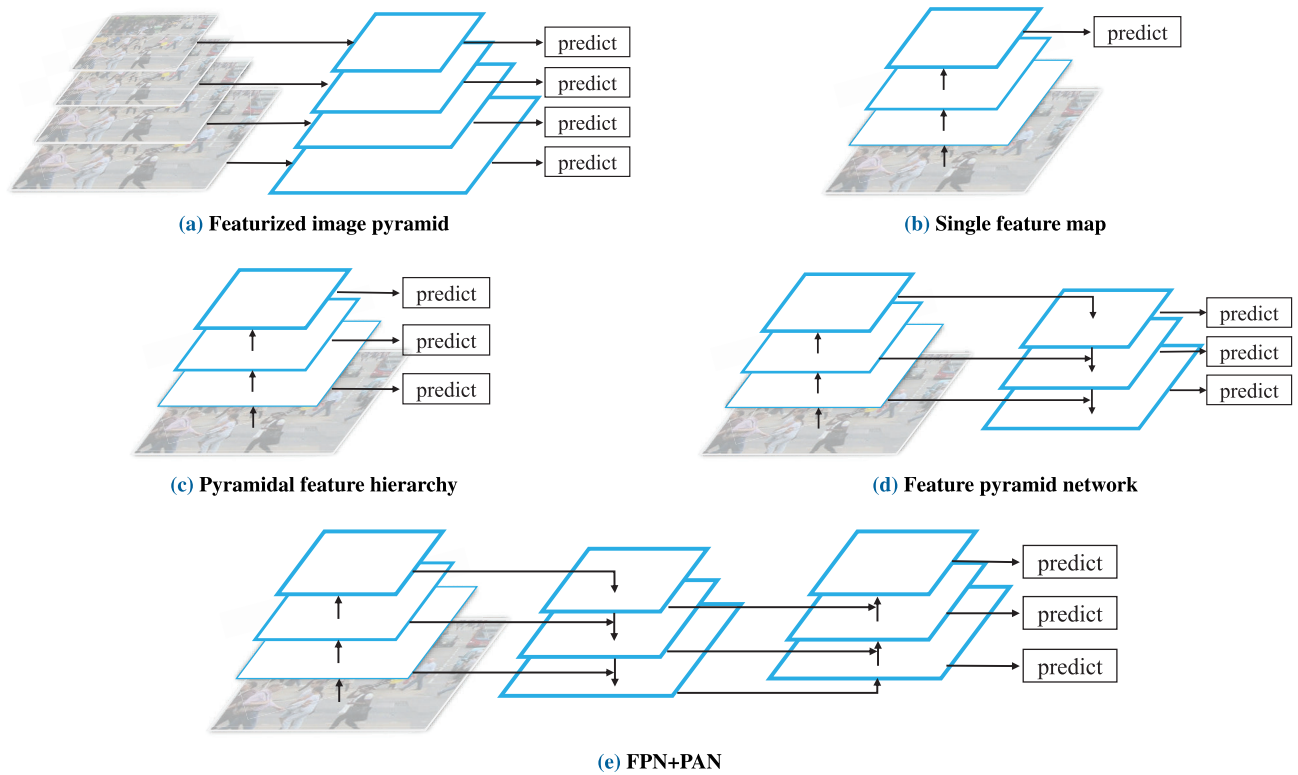 predict
predict
predict
predict
(a) Featurized image pyramid
predict
(b) Single feature map
predict
predict
predict
(c) Pyramidal feature hierarchy
predict
predict
predict
(d) Feature pyramid network
predict
predict
predict
(e) FPN+PAN